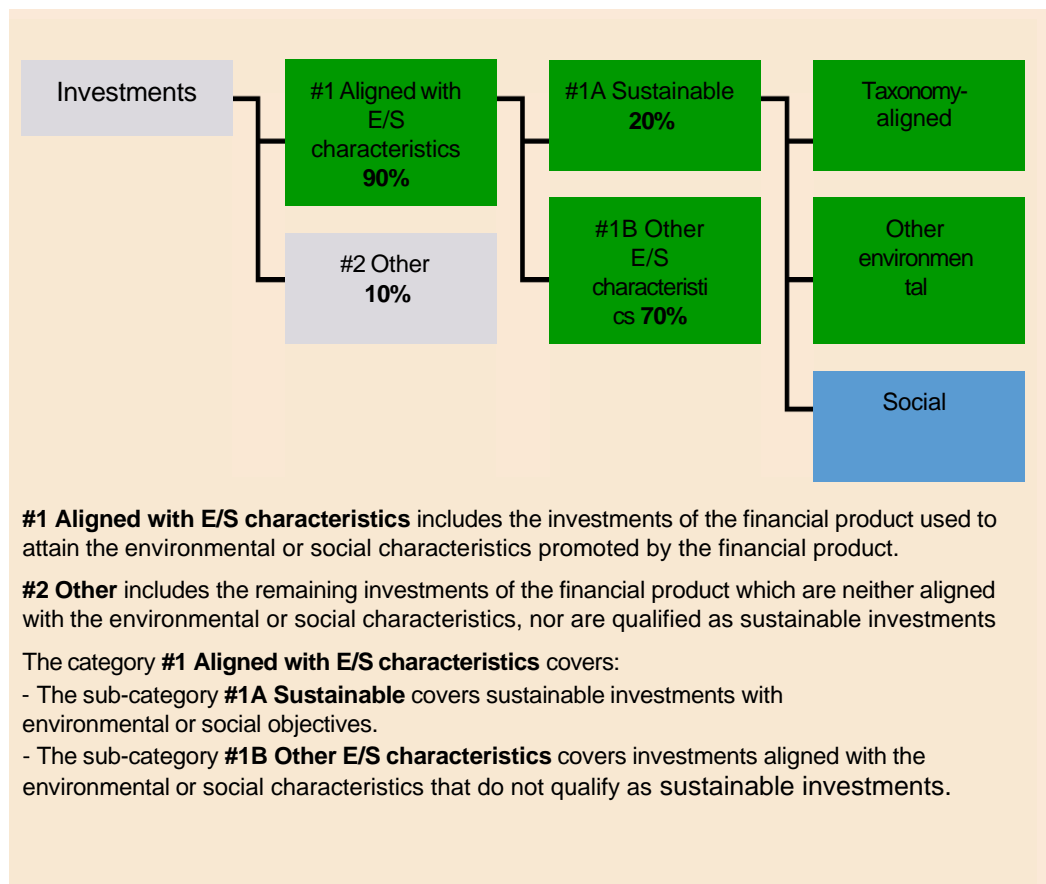 Investments
#1 Aligned with
E/S
characteristics
90%
#2 Other
10%
#1A Sustainable
20%
#1B Other
E/S
characteristi
cs 70%
Taxonomy-
aligned
Other
environmen
tal
Social
#1 Aligned with E/S characteristics includes the investments of the financial product used to
attain the environmental or social characteristics promoted by the financial product.
#2 Other includes the remaining investments of the financial product which are neither aligned
with the environmental or social characteristics, nor are qualified as sustainable investments
The category #1 Aligned with E/S characteristics covers:
- The sub-category #1A Sustainable covers sustainable investments with
environmental or social objectives.
- The sub-category #1B Other E/S characteristics covers investments aligned with the
environmental or social characteristics that do not qualify as sustainable investments.